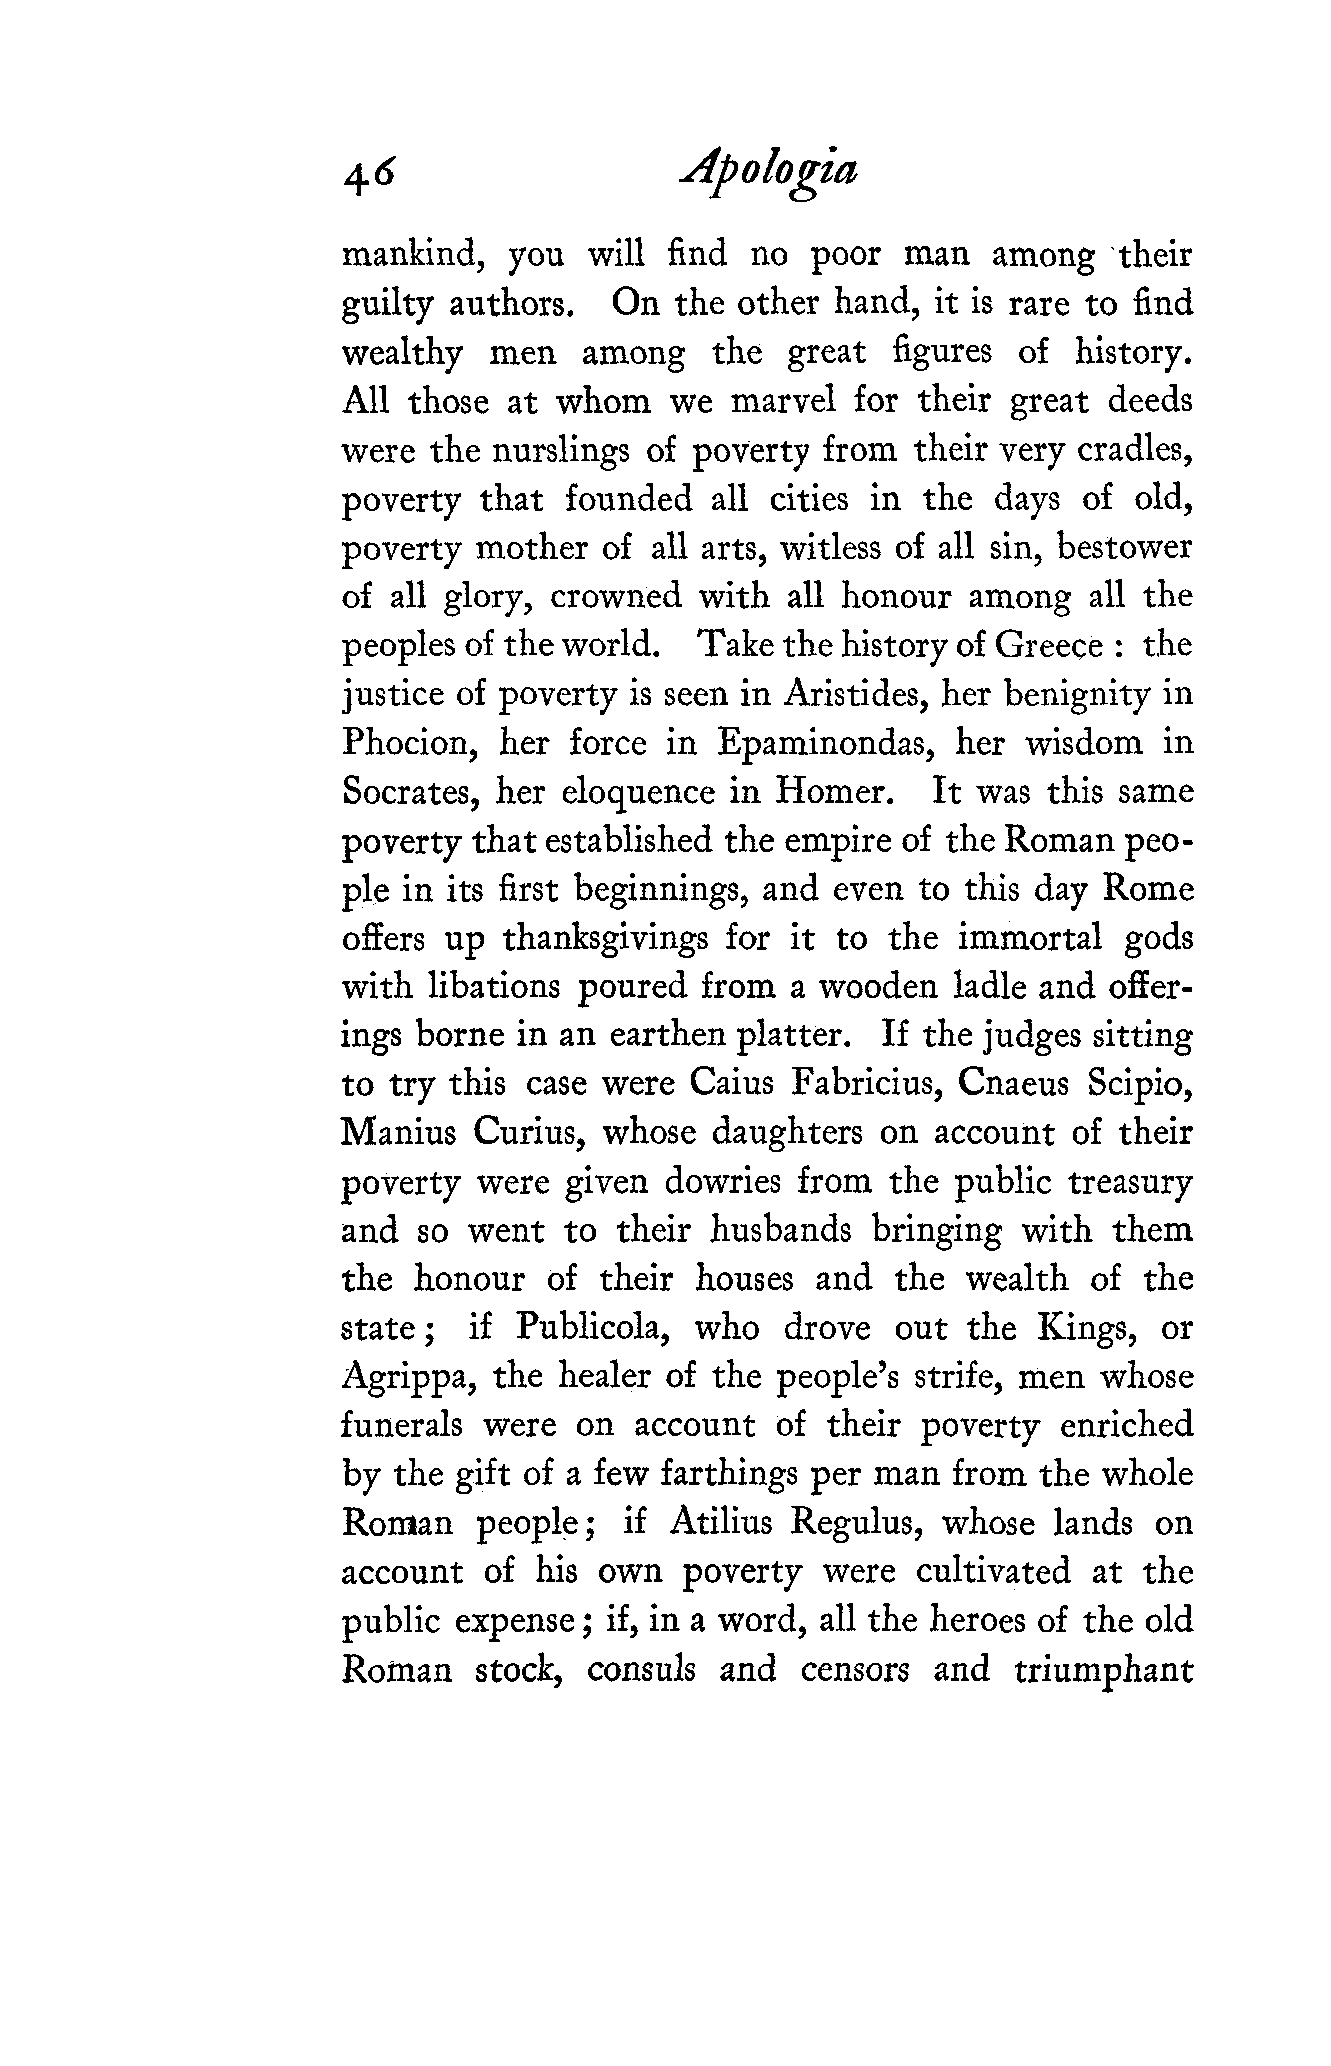 46 Apologia
mankind, you will find no poor man among their
guilty authors. On the other hand, it is rare to find
wealthy men among the great figures of history.
All those at whom we marvel for their great deeds
were the nurslings of poverty from their very cradles,
poverty that founded all cities in the days of old,
poverty mother of all arts, witless of all sin, bestower
of all glory, crowned with all honour among all the
peoples of the world. Take the history of Greece : the
justice of poverty is seen in Aristides, her benignity in
Phocion, her force in Epaminondas, her wisdom in
Socrates, her eloquence in Homer. It was this same
poverty that established the empire of the Roman peo-
ple in its first beginnings, and even to this day Rome
offers up thanksgivings for it to the immortal gods
with libations poured from a wooden ladle and offer-
ings borne in an earthen platter. If the judges sitting
to try this case were Caius Fabricius, Cnaeus Scipio,
Manius Curius, whose daughters on account of their
poverty were given dowries from the public treasury
and so went to their husbands bringing with them
the honour of their houses and the wealth of the
state ; if Publicola, who drove out the Kings, or
Agrippa, the healer of the people's strife, men whose
funerals were on account of their poverty enriched
by the gift of a few farthings per man from the whole
Roman people ; if Atilius Regulus, whose lands on
account of his own poverty were cultivated at the
public expense ; if, in a word, all the heroes of the old
Roman stock, consuls and censors and triumphant